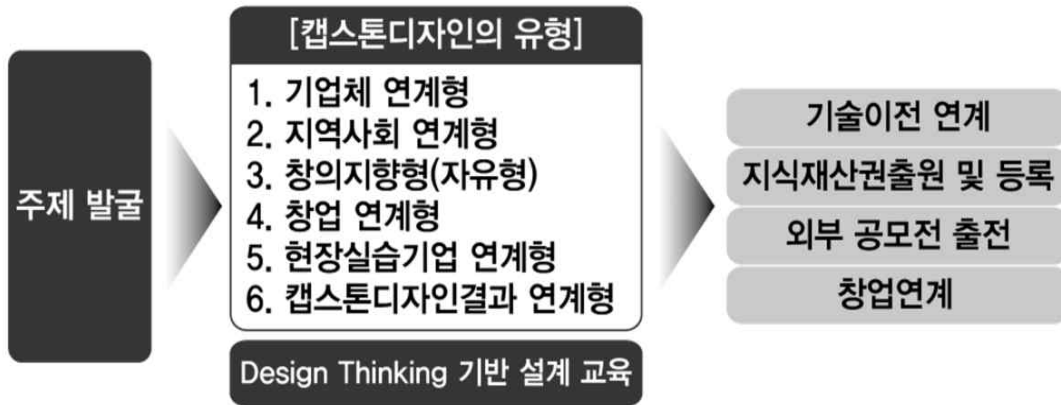 주제 발굴
[캡스톤디자인의 유형]
1. 기업체 연계형
2. 지역사회 연계형
3. 창의지향형(자유형)
4. 창업 연계형
5. 현장실습기업 연계형
6. 캡스톤디자인결과 연계형
Design Thinking 기반 설계 교육
기술이전 연계
지식재산권출원 및 등록
외부 공모전 출전
창업연계